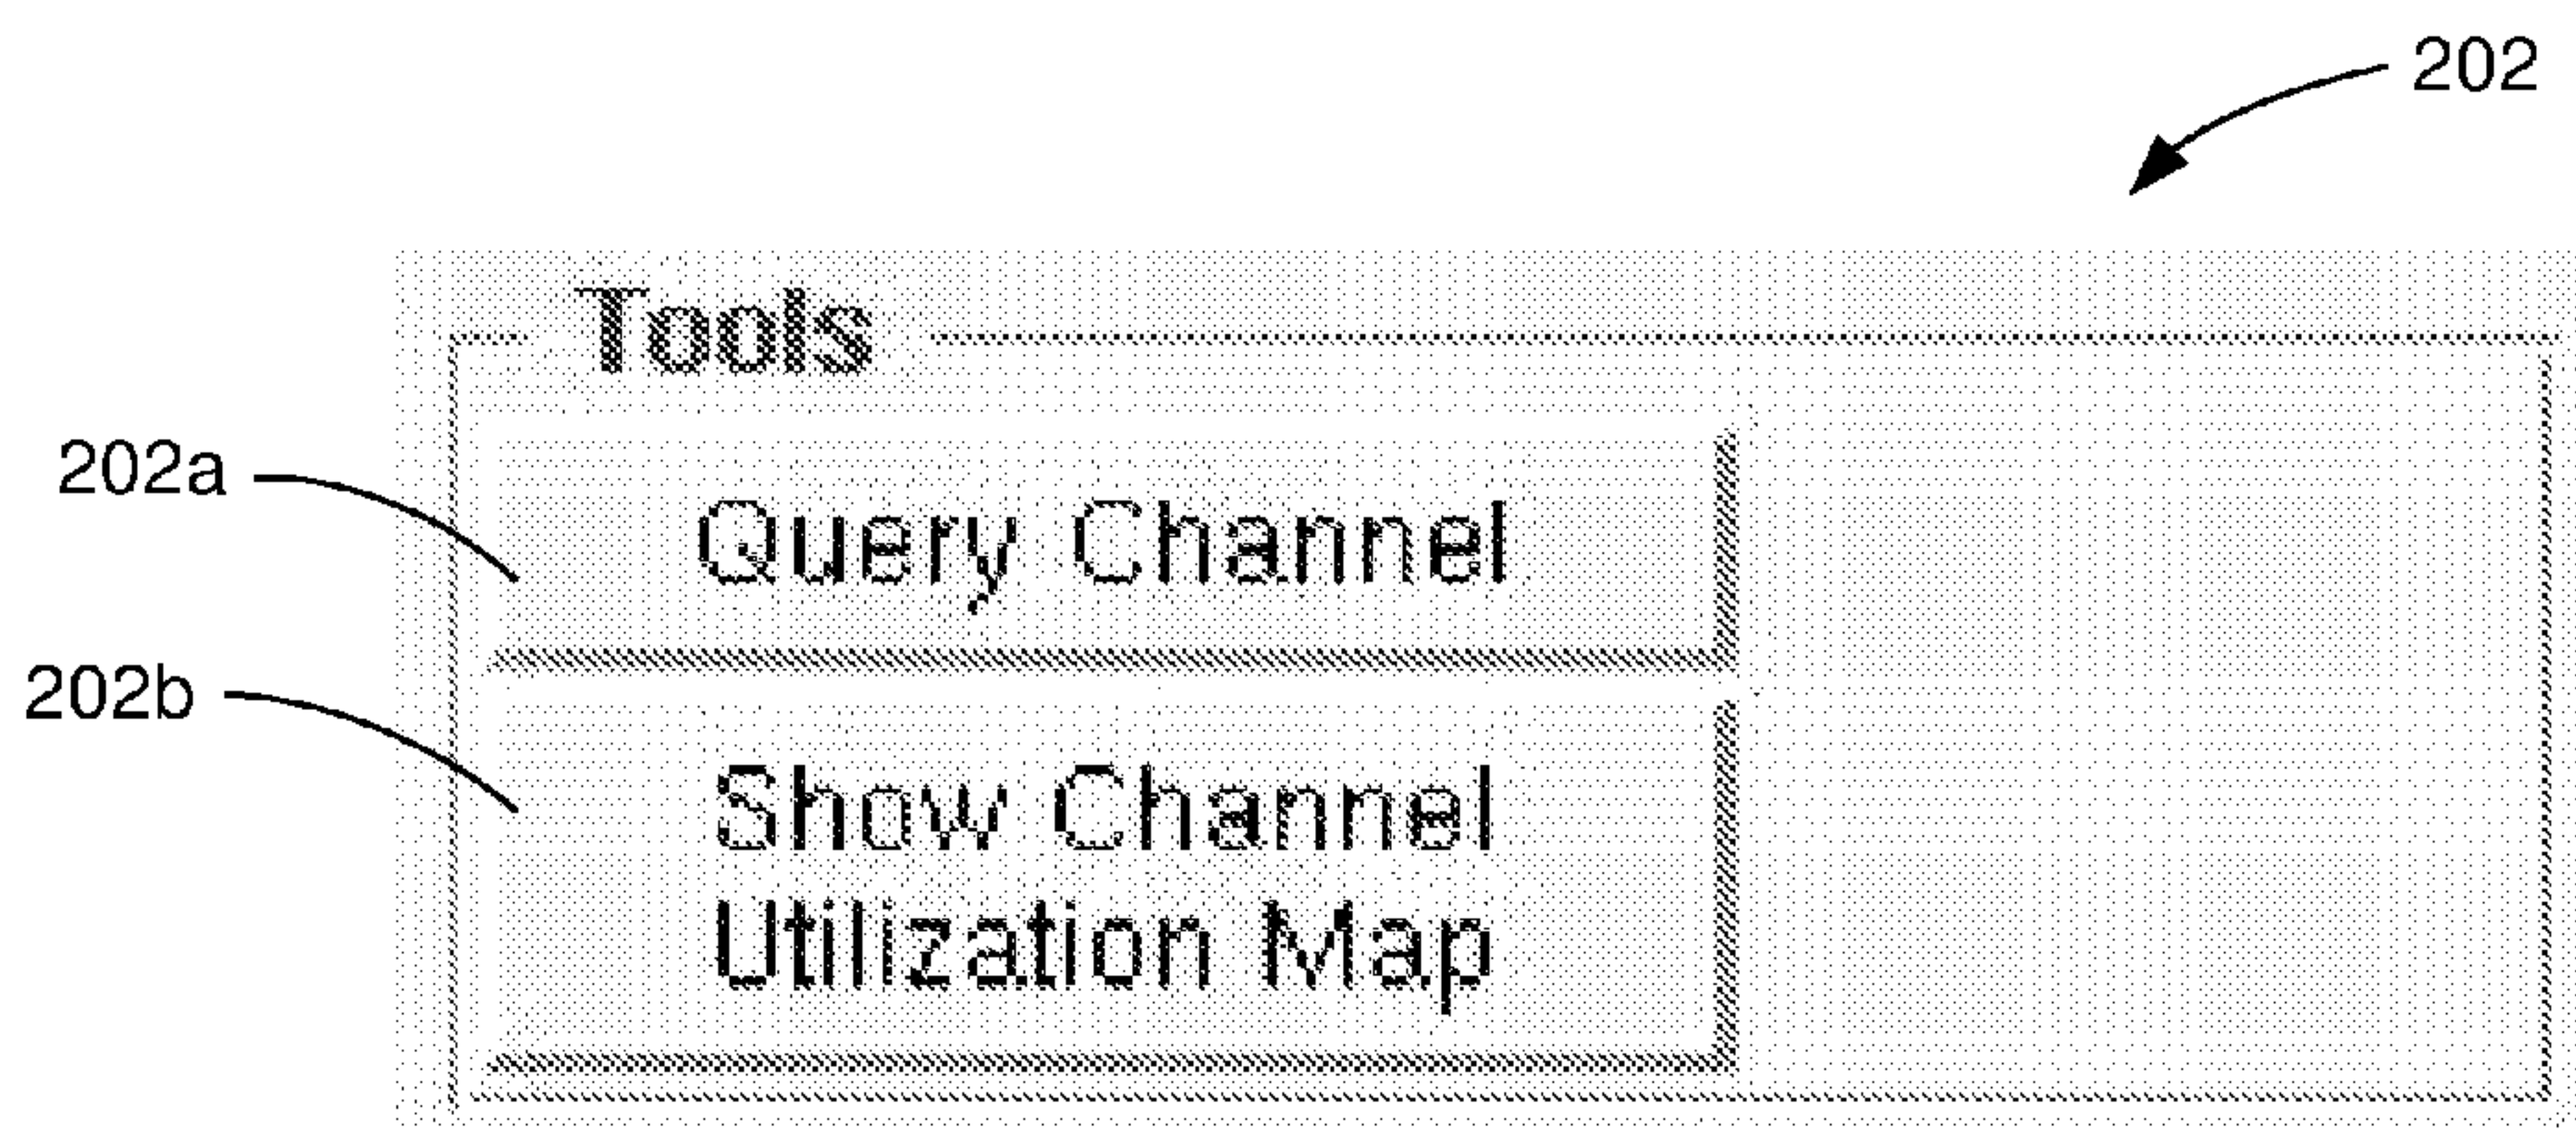 202
Tools
202a
Query Channel
202b
Show Channel
Utilization Map